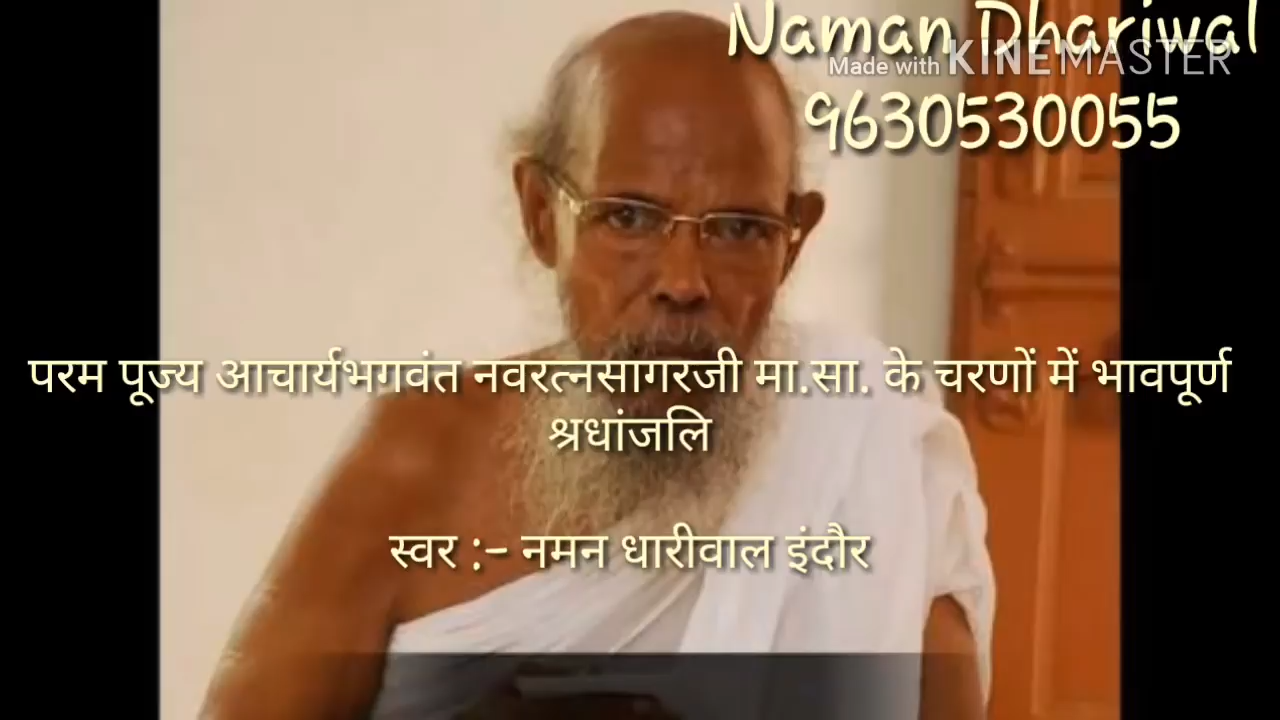 Naman Dhariwal
Made with KINEMASTER
9630530055
परम पूज्य आचार्यभगवंत नवरत्नसागरजी मा.सा. के चरणों में भावपूर्ण
श्रधांजलि
स्वर :- नमन धारीवाल इंदौर